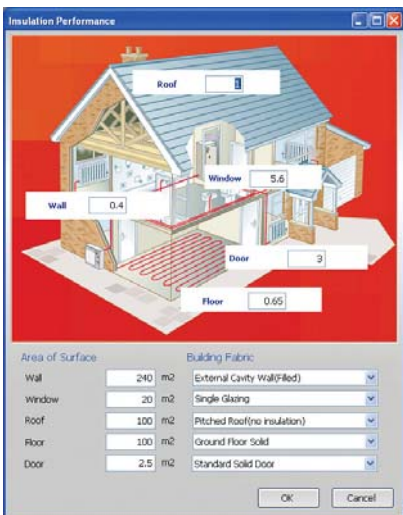 Insulation Performance
Roof 1
Window 5.6
Wall 0.4
Door 3
Floor 0.65
Area of Surface Building Fabric
Wall 240 m2 External Cavity Wall(Filled)
Window 20 m2 Single Glazing
Roof 100 m2 Pitched Roof(no insulation)
Floor 100 m2 Ground Floor Solid
Door 2.5 m2 Standard Solid Door
OK Cancel